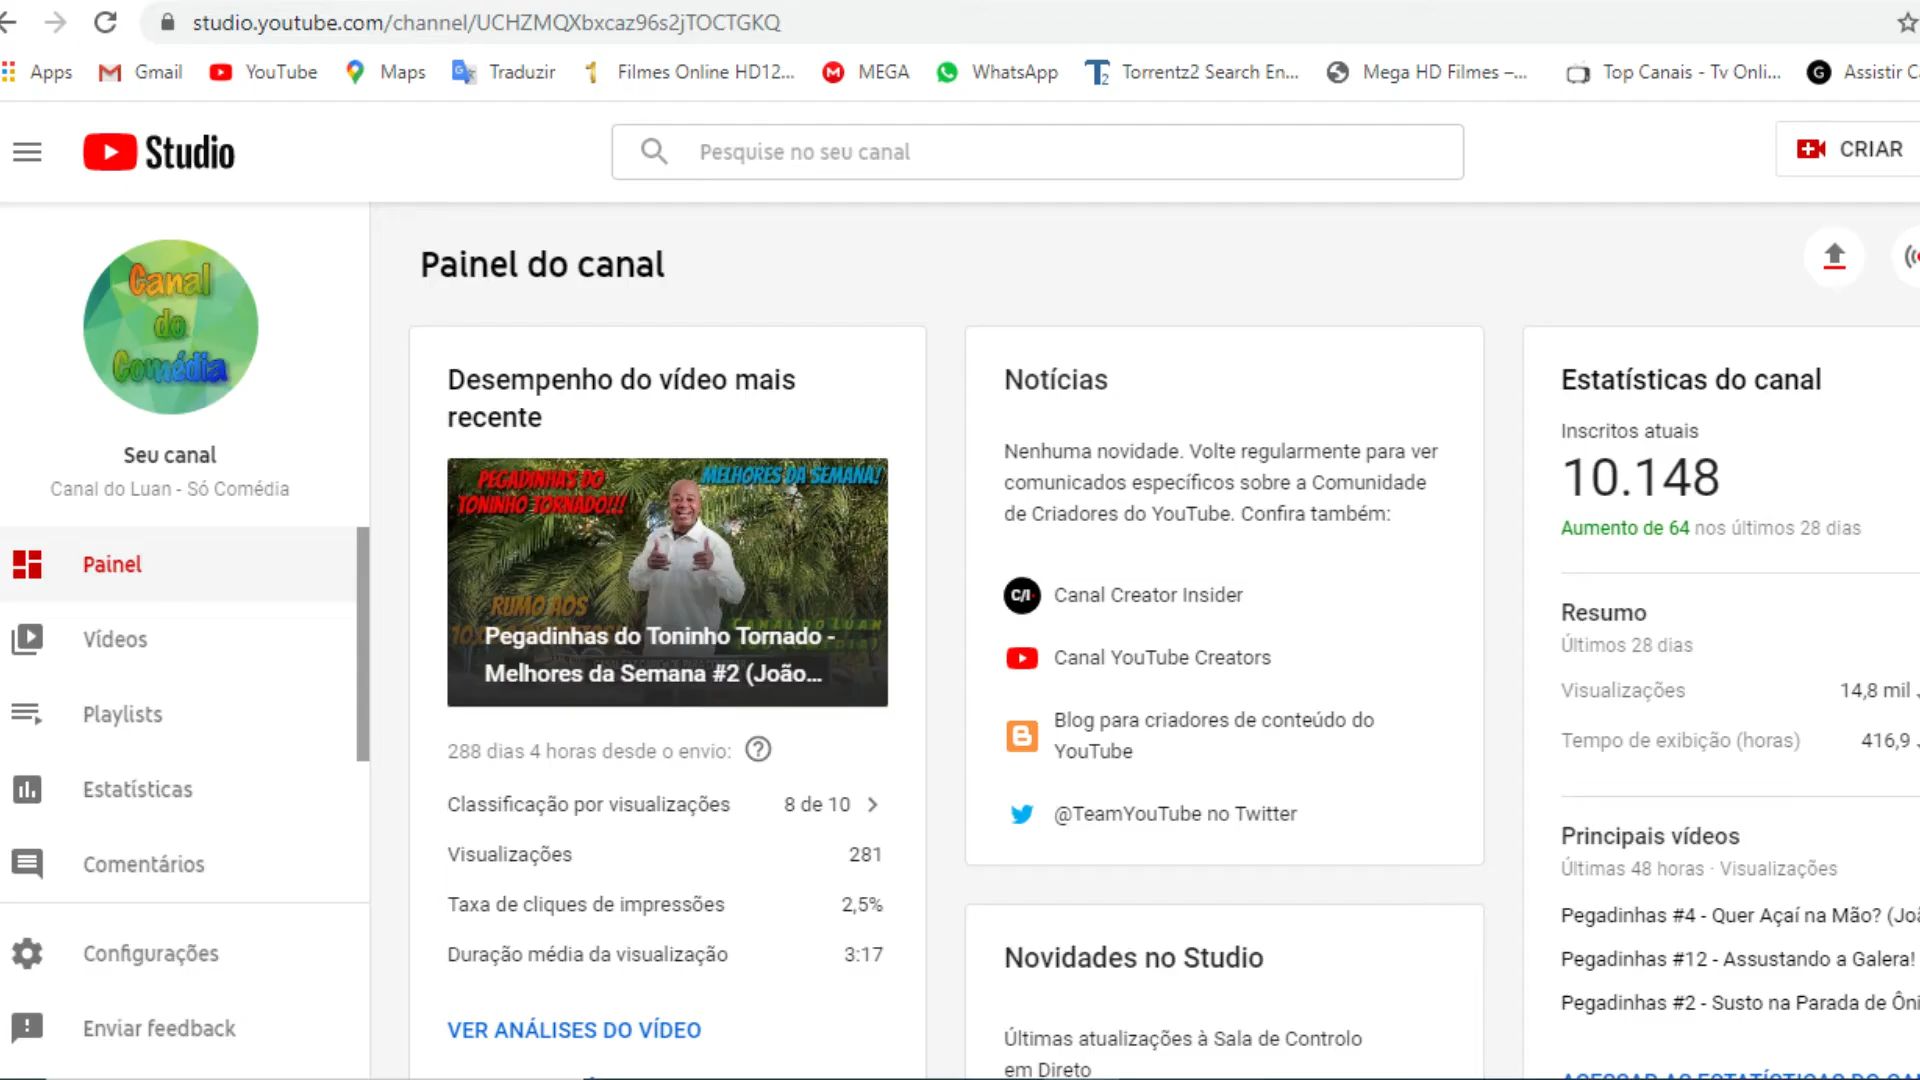 studio.youtube.com/channel/UCHZMQXbxcaz96s2jTOCTGKQ
Apps Gmail YouTube Maps Traduzir Filmes Online HD12... MEGA WhatsApp Torrentz2 Search En... Mega HD Filmes –... Top Canais - Tv Onli... Assistir C
Studio
Pesquise no seu canal
CRIAR
Canal
do
Comédia
Seu canal
Canal do Luan - Só Comédia
Painel
Vídeos
Playlists
Estatísticas
Comentários
Configurações
Enviar feedback
Painel do canal
Desempenho do vídeo mais
recente
PEGADINHAS DO
TONINHO TORNADO!!!
MELHORES DA SEMANA!
RUMO AOS
CANAL DO LUAN
Pegadinhas do Toninho Tornado -
Melhores da Semana #2 (João...
288 dias 4 horas desde o envio:
Classificação por visualizações 8 de 10
Visualizações 281
Taxa de cliques de impressões 2,5%
Duração média da visualização 3:17
VER ANÁLISES DO VÍDEO
Notícias
Nenhuma novidade. Volte regularmente para ver
comunicados específicos sobre a Comunidade
de Criadores do YouTube. Confira também:
C/I Canal Creator Insider
Canal YouTube Creators
Blog para criadores de conteúdo do
YouTube
@TeamYouTube no Twitter
Novidades no Studio
Últimas atualizações à Sala de Controlo
em Direto
Estatísticas do canal
Inscritos atuais
10.148
Aumento de 64 nos últimos 28 dias
Resumo
Últimos 28 dias
Visualizações 14,8 mil
Tempo de exibição (horas) 416,9
Principais vídeos
Últimas 48 horas · Visualizações
Pegadinhas #4 - Quer Açaí na Mão? (Joã
Pegadinhas #12 - Assustando a Galera!
Pegadinhas #2 - Susto na Parada de Ôni